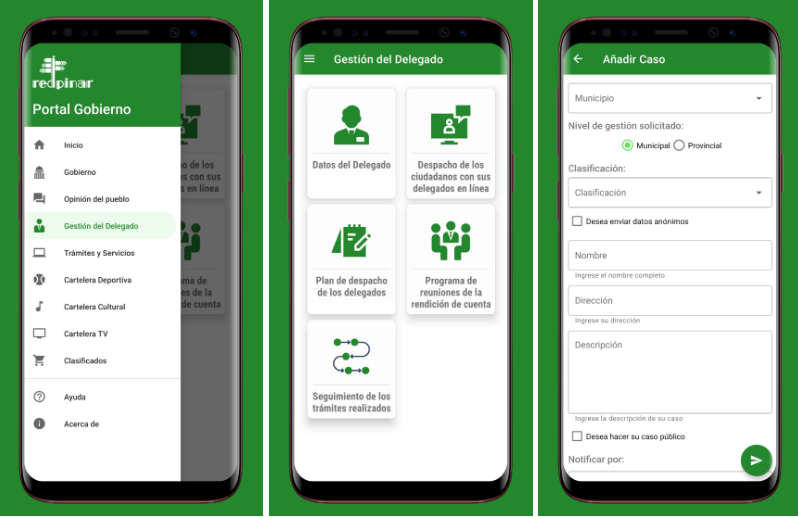 redpinar
Portal Gobierno
Inicio
Gobierno
Opinión del pueblo
Gestión del Delegado
Trámites y Servicios
Cartelera Deportiva
Cartelera Cultural
Cartelera TV
Clasificados
Ayuda
Acerca de
o de los
s con sus
s en línea
ma de
es de la
de cuenta
Gestión del Delegado
Datos del Delegado
Despacho de los
ciudadanos con sus
delegados en línea
Plan de despacho
de los delegados
Programa de
reuniones de la
rendición de cuenta
Seguimiento de los
trámites realizados
Añadir Caso
Municipio
Nivel de gestión solicitado:
Municipal Provincial
Clasificación:
Clasificación
Desea enviar datos anónimos
Nombre
Ingrese el nombre completo
Dirección
Ingrese su dirección
Descripción
Ingrese la descripción de su caso
Desea hacer su caso público
Notificar por: